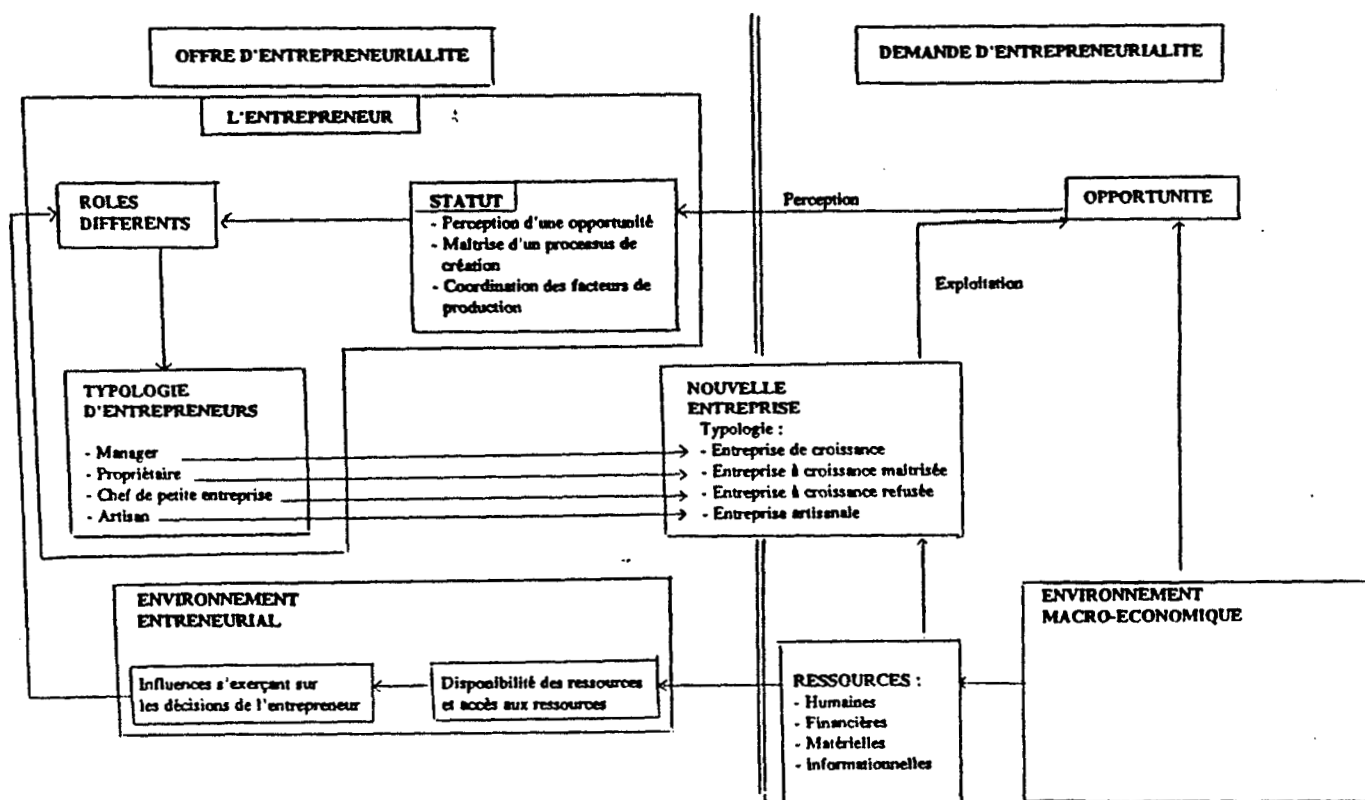 OFFRE D'ENTREPRENEURIALITE
DEMANDE D'ENTREPRENEURIALITE
L'ENTREPRENEUR
ROLES
DIFFERENTS
STATUT
- Perception d'une opportunité
- Maîtrise d'un processus de
création
- Coordination des facteurs de
production
Perception
OPPORTUNITE
Exploitation
TYPOLOGIE
D'ENTREPRENEURS
- Manager
- Propriétaire
- Chef de petite entreprise
- Artisan
NOUVELLE
ENTREPRISE
Typologie :
- Entreprise de croissance
- Entreprise à croissance maîtrisée
- Entreprise à croissance refusée
- Entreprise artisanale
ENVIRONNEMENT
ENTRENEURIAL
Influences s'exerçant sur
les décisions de l'entrepreneur
Disponibilité des ressources
et accès aux ressources
RESSOURCES :
- Humaines
- Financières
- Matérielles
- Informationnelles
ENVIRONNEMENT
MACRO-ECONOMIQUE